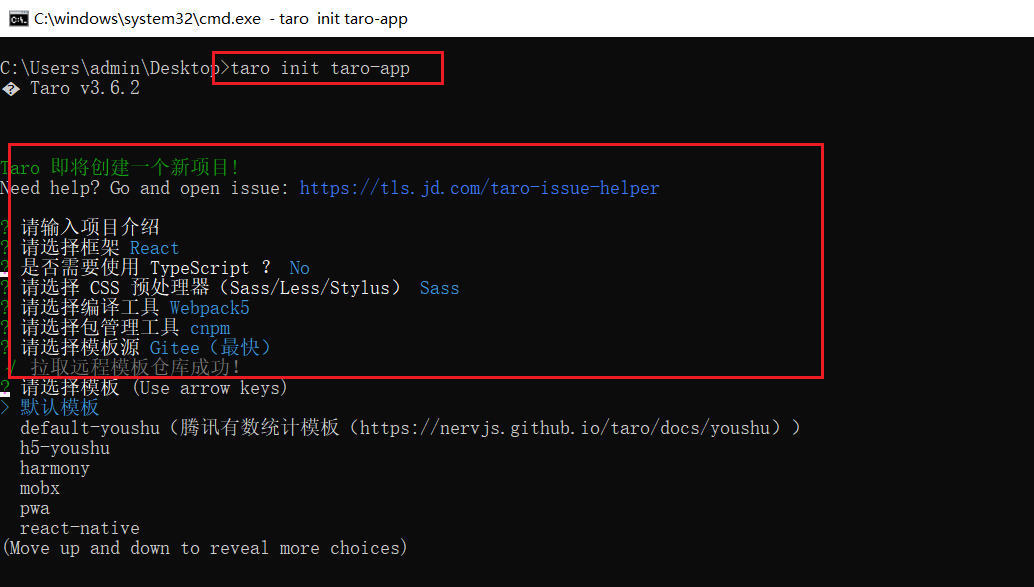 C:\windows\system32\cmd.exe - taro init taro-app
C:\Users\admin\Desktop>taro init taro-app
� Taro v3.6.2
Taro 即将创建一个新项目!
Need help? Go and open issue: https://tls.jd.com/taro-issue-helper
? 请输入项目介绍
? 请选择框架 React
? 是否需要使用 TypeScript ？ No
? 请选择 CSS 预处理器（Sass/Less/Stylus） Sass
? 请选择编译工具 Webpack5
? 请选择包管理工具 cnpm
? 请选择模板源 Gitee（最快）
√ 拉取远程模板仓库成功!
? 请选择模板 (Use arrow keys)
> 默认模板
default-youshu（腾讯有数统计模板（https://nervjs.github.io/taro/docs/youshu））
h5-youshu
harmony
mobx
pwa
react-native
(Move up and down to reveal more choices)